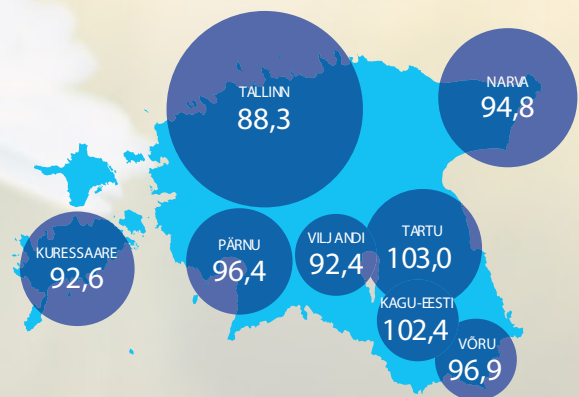 TALLINN
88,3
NARVA
94,8
KURESSAARE
92,6
PÄRNU
96,4
VILJANDI
92,4
TARTU
103,0
KAGU-EESTI
102,4
VÕRU
96,9